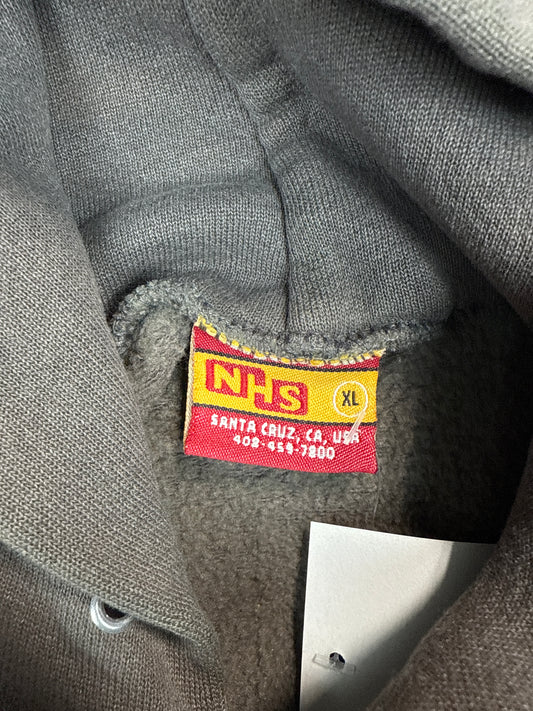 NHS
XL
SANTA CRUZ, CA, USA
408-459-7800